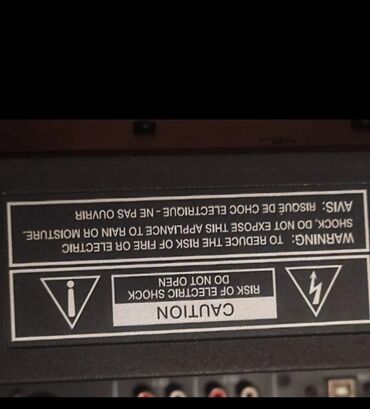 CAUTION
RISK OF ELECTRIC SHOCK
DO NOT OPEN
WARNING: TO REDUCE THE RISK OF FIRE OR ELECTRIC
SHOCK, DO NOT EXPOSE THIS APPLIANCE TO RAIN OR MOISTURE.
AVIS: RISQUÉ DE CHOC ELECTRIQUE - NE PAS OUVRIR